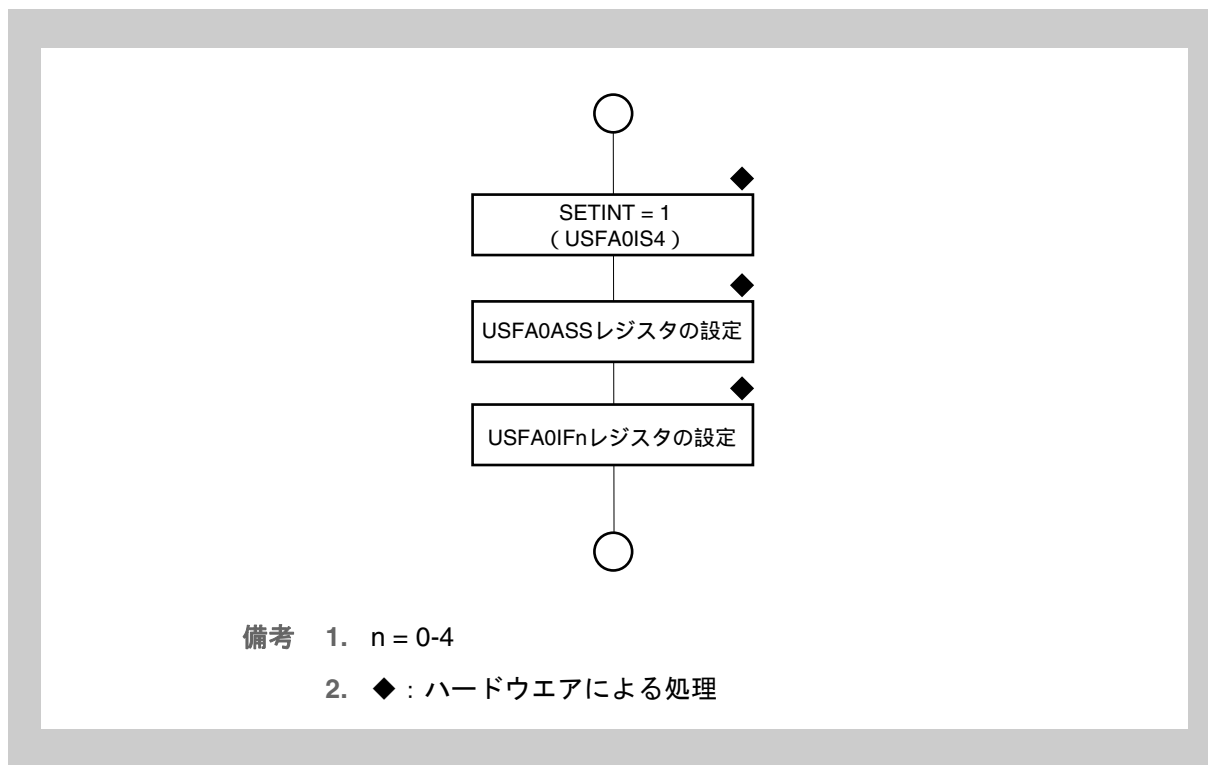 ◆
SETINT = 1
( USFA0IS4 )
◆
USFA0ASSレジスタの設定
◆
USFA0IFnレジスタの設定
備考 1. n = 0-4
2. ◆ : ハードウエアによる処理